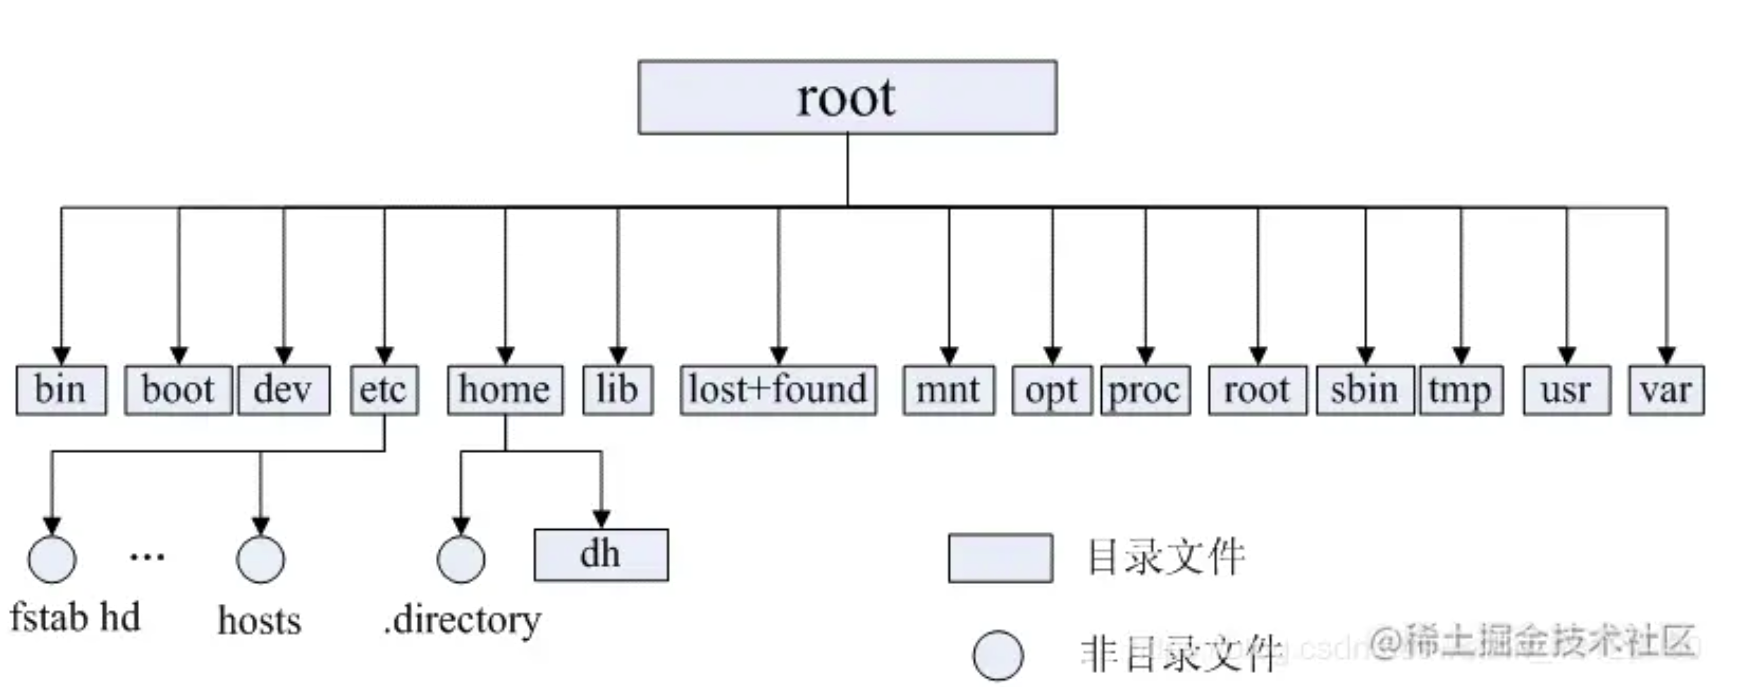 root
bin boot dev etc home lib lost+found mnt opt proc root sbin tmp usr var
... dh 目录文件
fstab hd hosts .directory
非目录文件 @稀土掘金技术社区